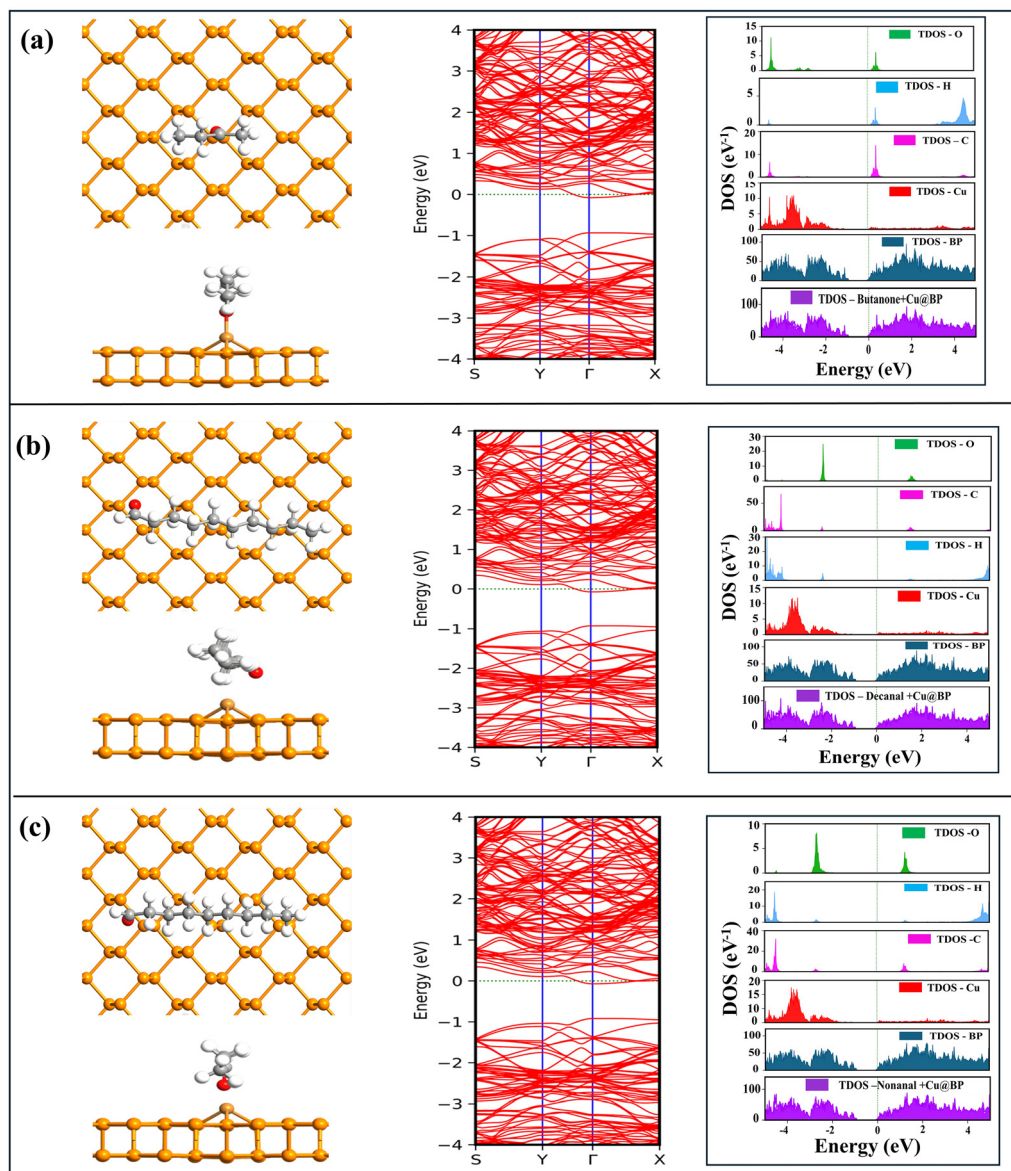 (a)
4
3
2
1
0
−1
−2
−3
−4
Energy (eV)
S
Y
Γ
X
DOS (eV-1)
15
10
5
0
TDOS - O
5
0
TDOS - H
20
10
0
TDOS – C
15
10
5
0
TDOS - Cu
100
50
0
TDOS - BP
100
0
TDOS – Butanone+Cu@BP
-4
-2
0
2
4
Energy (eV)
(b)
4
3
2
1
0
−1
−2
−3
−4
Energy (eV)
S
Y
Γ
X
DOS (eV-1)
30
20
10
0
TDOS - O
50
0
TDOS - C
30
20
10
0
TDOS - H
15
10
5
0
TDOS - Cu
100
50
0
TDOS - BP
100
0
TDOS – Decanal +Cu@BP
-4
-2
0
2
4
Energy (eV)
(c)
4
3
2
1
0
−1
−2
−3
−4
Energy (eV)
S
Y
Γ
X
DOS (eV-1)
10
5
0
TDOS -O
20
10
0
TDOS - H
40
20
0
TDOS -C
20
15
10
5
0
TDOS - Cu
100
50
0
TDOS - BP
100
0
TDOS –Nonanal +Cu@BP
-4
-2
0
2
4
Energy (eV)